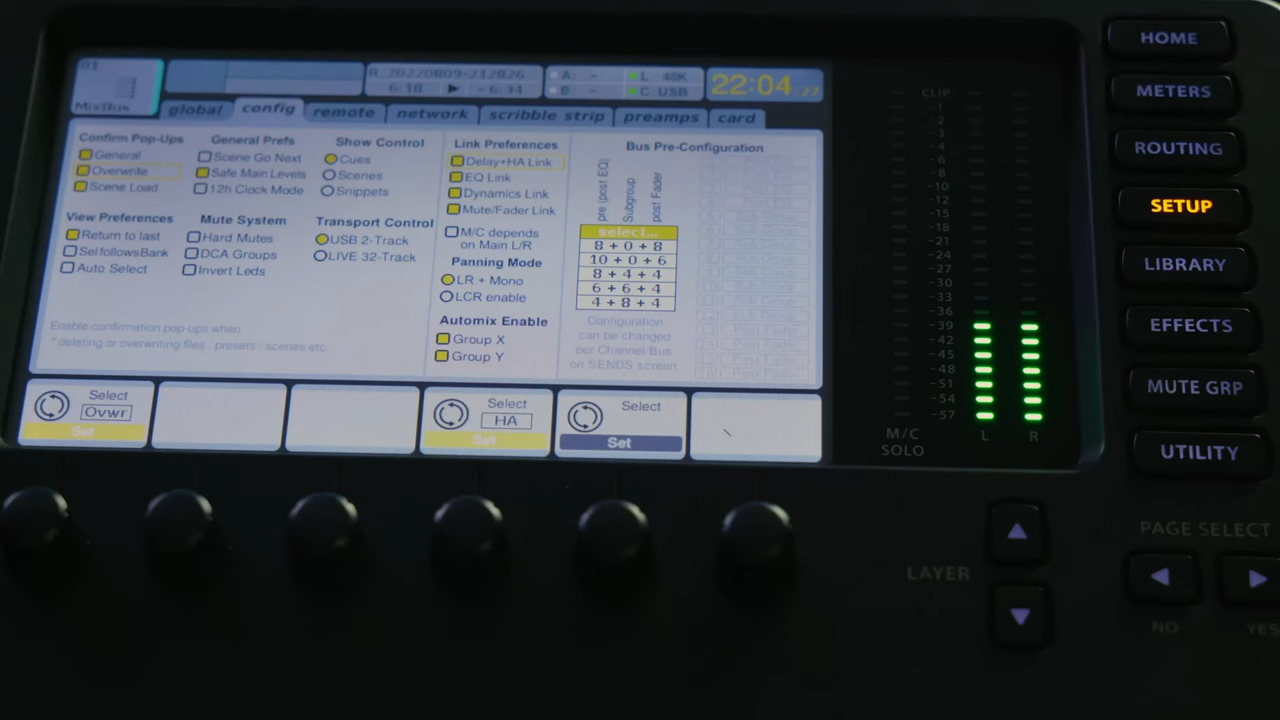 01
MixBus
R_20220809-212826
6/18 ▶ - 6:34
A: -
B: -
L 48K
C: USB
22:04 27
global config remote network scribble strip preamps card
Confirm Pop-Ups
General
Overwrite
Scene Load
General Prefs
Scene Go Next
Safe Main Levels
12h Clock Mode
Show Control
Cues
Scenes
Snippets
View Preferences
Return to last
SelfollowsBank
Auto Select
Mute System
Hard Mutes
DCA Groups
Invert Leds
Transport Control
USB 2-Track
LIVE 32-Track
Enable confirmation pop-ups when
* deleting or overwriting files / presets / scenes etc.
Link Preferences
Delay+HA Link
EQ Link
Dynamics Link
Mute/Fader Link
M/C depends
on Main L/R
Panning Mode
LR + Mono
LCR enable
Automix Enable
Group X
Group Y
Bus Pre-Configuration
pre (post EQ)
Subgroup
post Fader
select...
8 + 0 + 8
10 + 0 + 6
8 + 4 + 4
6 + 6 + 4
4 + 8 + 4
Configuration
can be changed
per Channel/Bus
on SENDS screen
Select
Ovwr
Set
Select
HA
Set
Select
Set
CLIP
-1
-2
-3
-4
-6
-8
-10
-12
-15
-18
-21
-24
-27
-30
-33
-36
-39
-42
-45
-48
-51
-54
-57
M/C
SOLO
L R
HOME
METERS
ROUTING
SETUP
LIBRARY
EFFECTS
MUTE GRP
UTILITY
LAYER
PAGE SELECT
NO
YES